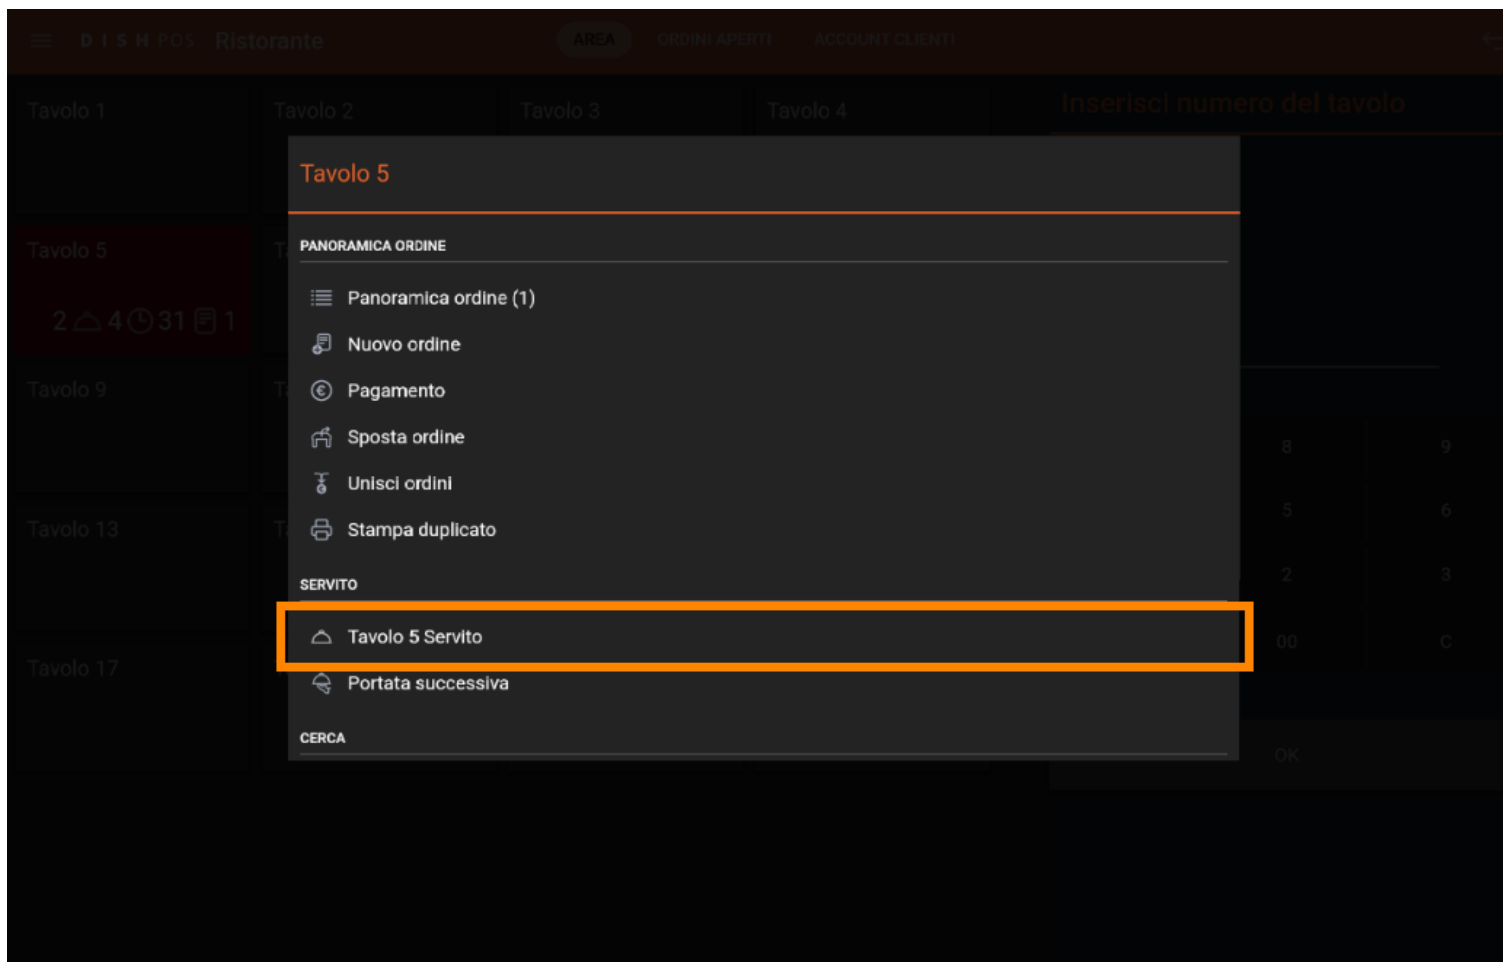 DISH POS Ristorante AREA ORDINI APERTI ACCOUNT CLIENTI
Tavolo 1 Tavolo 2 Tavolo 3 Tavolo 4 Inserisci numero del tavolo
Tavolo 5
PANORAMICA ORDINE
Tavolo 5
Panoramica ordine (1)
2 4 31 1
Nuovo ordine
Tavolo 9
Pagamento
Sposta ordine
8 9
Unisci ordini
5 6
Tavolo 13
Stampa duplicato
2 3
SERVITO
Tavolo 5 Servito
00 C
Tavolo 17
Portata successiva
CERCA
OK